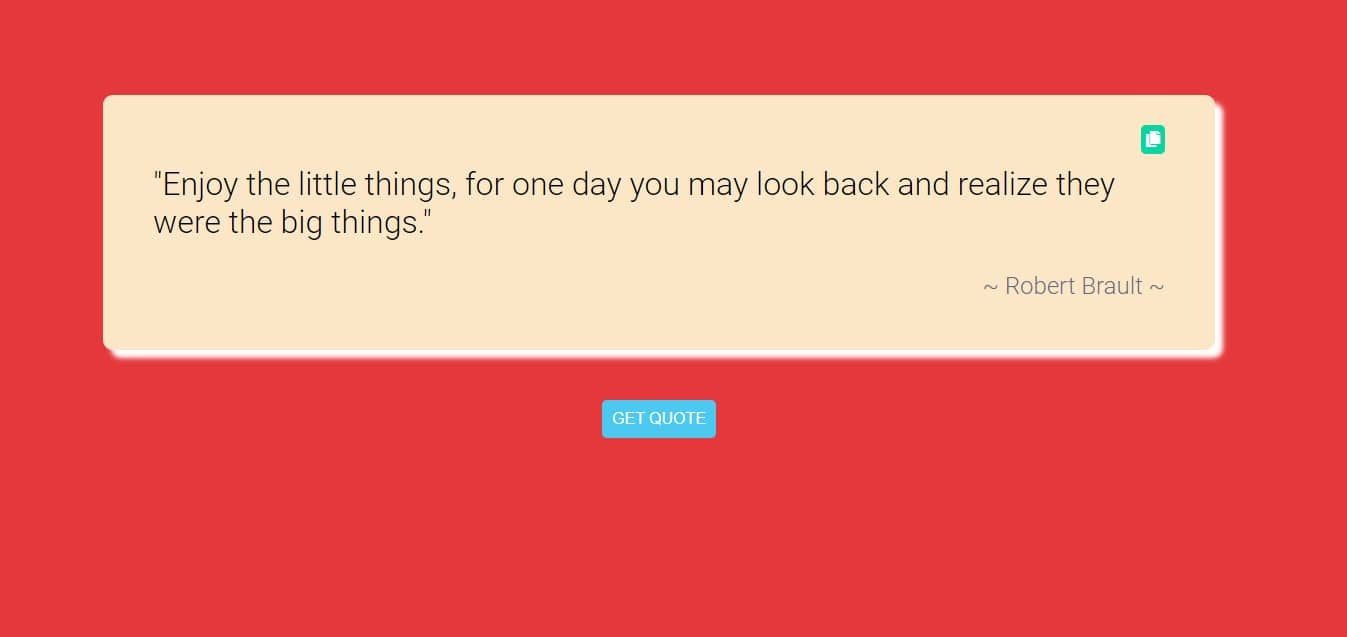 "Enjoy the little things, for one day you may look back and realize they
were the big things."
~ Robert Brault ~
GET QUOTE